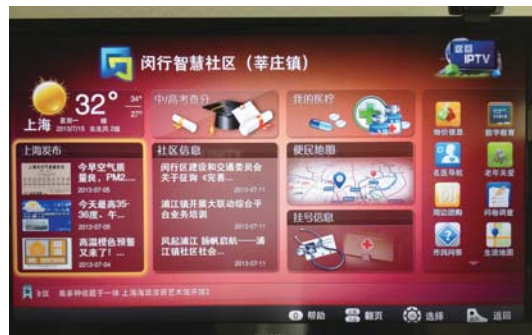 闵行智慧社区（莘庄镇）
IPTV
32°
34°
27°
上海
2013/7/15
中/高考查分
我的医疗
上海发布
今早空气质
量良，PM2....
2013-07-05
今天最高35-
36度，午...
2013-07-05
高温橙色预警
又来了！...
2013-07-04
社区信息
闵行区建设和交通委员会
关于征询《完善...
2013-07-11
浦江镇开展大联动综合平
台业务培训
2013-07-11
风起浦江 扬帆启航——浦
江镇社区社会...
2013-07-11
便民地图
挂号信息
物价信息
数字教育
名医导航
老年关爱
周边团购
问卷调查
市民问答
生活地图
帮助
翻页
选择
返回